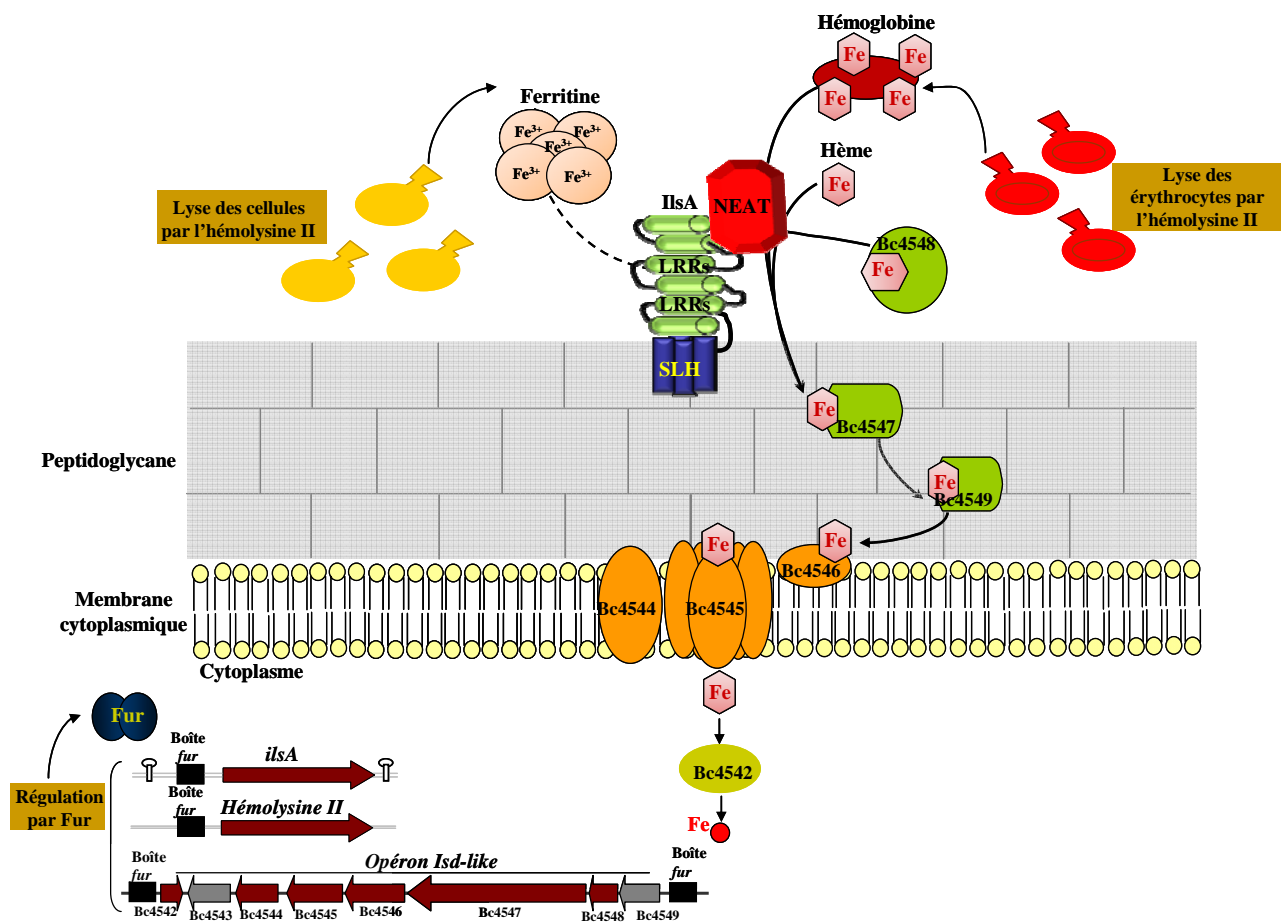 Hémoglobine
Fe
Fe
Fe
Fe
Ferritine
Fe³⁺
Fe³⁺
Fe³⁺
Fe³⁺
Fe³⁺
Hème
Fe
Lyse des cellules
par l’hémolysine II
Lyse des
érythrocytes par
l’hémolysine II
IlsA
NEAT
Bc4548
Fe
LRRs
LRRs
SLH
Fe
Bc4547
Peptidoglycane
Fe
Bc4549
Fe
Fe
Bc4546
Bc4544
Bc4545
Membrane
cytoplasmique
Cytoplasme
Fe
Fur
Boîte
fur
ilsA
Bc4542
Régulation
par Fur
Boîte
fur
Hémolysine II
Fe
Boîte
fur
Opéron Isd-like
Boîte
fur
Bc4542
Bc4543
Bc4544
Bc4545
Bc4546
Bc4547
Bc4548
Bc4549